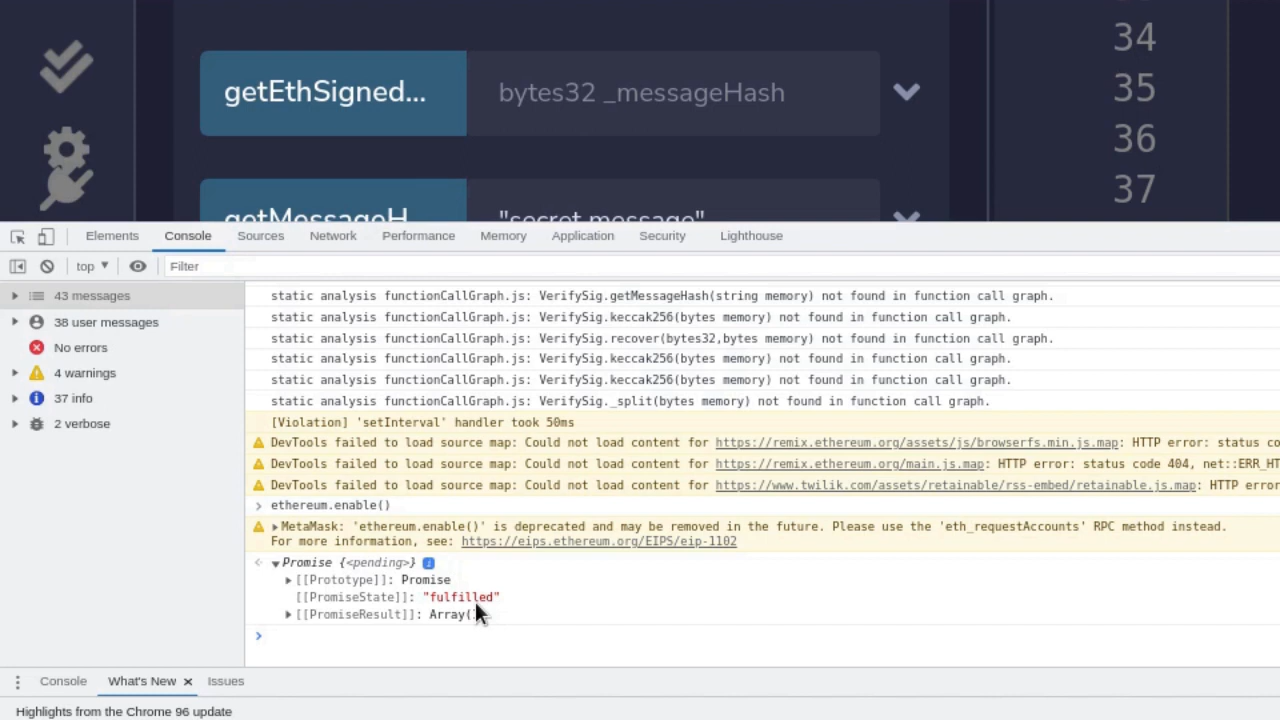 34
getEthSigned...
bytes32 _messageHash
35
36
37
getMessageH
"secret message"
Elements
Console
Sources
Network
Performance
Memory
Application
Security
Lighthouse
top
Filter
43 messages
38 user messages
No errors
4 warnings
37 info
2 verbose
static analysis functionCallGraph.js: VerifySig.getMessageHash(string memory) not found in function call graph.
static analysis functionCallGraph.js: VerifySig.keccak256(bytes memory) not found in function call graph.
static analysis functionCallGraph.js: VerifySig.recover(bytes32,bytes memory) not found in function call graph.
static analysis functionCallGraph.js: VerifySig.keccak256(bytes memory) not found in function call graph.
static analysis functionCallGraph.js: VerifySig.keccak256(bytes memory) not found in function call graph.
static analysis functionCallGraph.js: VerifySig._split(bytes memory) not found in function call graph.
[Violation] 'setInterval' handler took 50ms
DevTools failed to load source map: Could not load content for https://remix.ethereum.org/assets/js/browserfs.min.js.map: HTTP error: status co
DevTools failed to load source map: Could not load content for https://remix.ethereum.org/main.js.map: HTTP error: status code 404, net::ERR_HT
DevTools failed to load source map: Could not load content for https://www.twilik.com/assets/retainable/rss-embed/retainable.js.map: HTTP error
ethereum.enable()
MetaMask: 'ethereum.enable()' is deprecated and may be removed in the future. Please use the 'eth_requestAccounts' RPC method instead.
For more information, see: https://eips.ethereum.org/EIPS/eip-1102
Promise {<pending>}
[[Prototype]]: Promise
[[PromiseState]]: "fulfilled"
[[PromiseResult]]: Array(
Console
What's New
Issues
Highlights from the Chrome 96 update